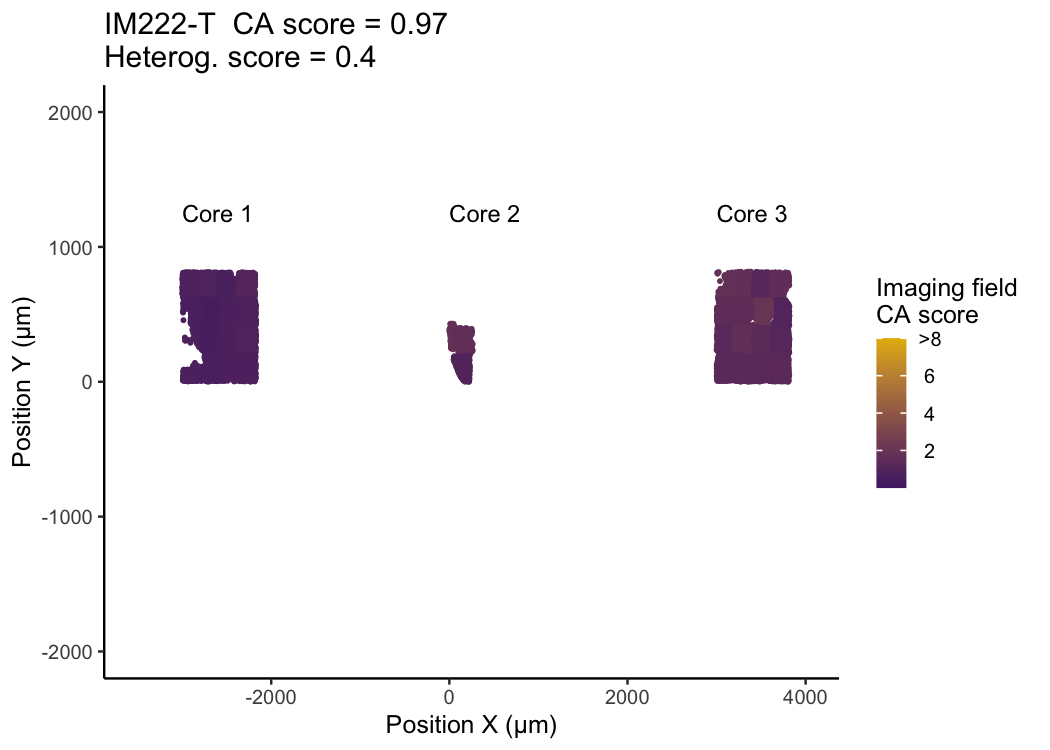 IM222-T  CA score = 0.97
Heterog. score = 0.4
2000
1000
0
-1000
-2000
Position Y (µm)
Core 1
Core 2
Core 3
-2000
0
2000
4000
Position X (µm)
Imaging field
CA score
>8
6
4
2